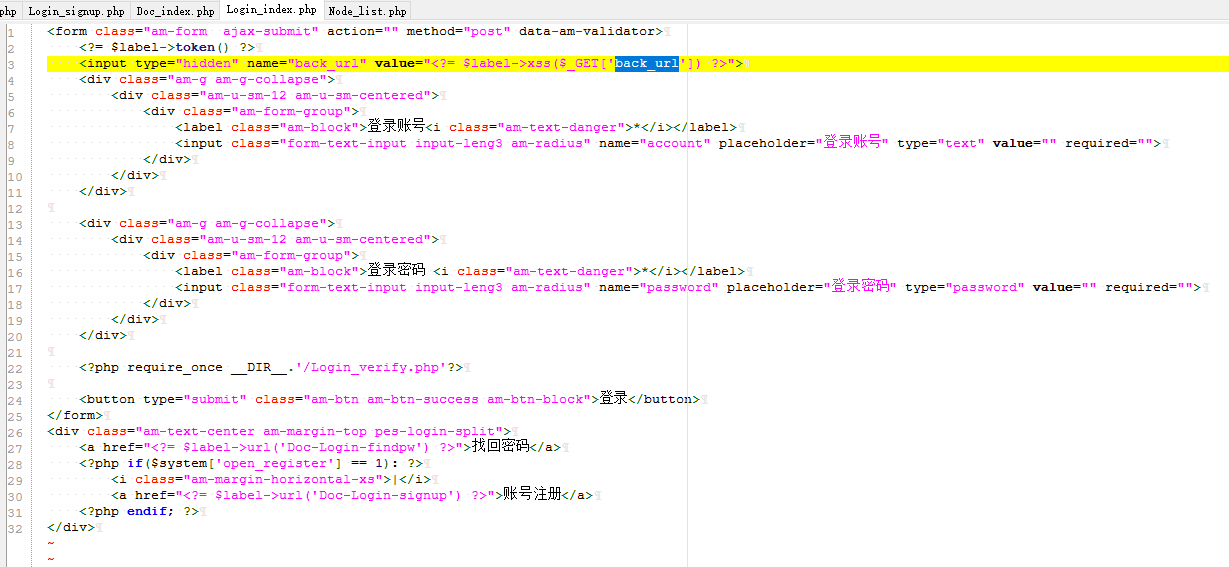 php Login_signup.php Doc_index.php Login_index.php Node_list.php
1 <form class="am-form  ajax-submit" action="" method="post" data-am-validator>¶
2     <?= $label->token() ?>¶
3     <input type="hidden" name="back_url" value="<?= $label->xss($_GET['back_url']) ?>">¶
4     <div class="am-g am-g-collapse">¶
5         <div class="am-u-sm-12 am-u-sm-centered">¶
6             <div class="am-form-group">¶
7                 <label class="am-block">登录账号<i class="am-text-danger">*</i></label>¶
8                 <input class="form-text-input input-leng3 am-radius" name="account" placeholder="登录账号" type="text" value="" required="">¶
9             </div>¶
10         </div>¶
11     </div>¶
12 ¶
13     <div class="am-g am-g-collapse">¶
14         <div class="am-u-sm-12 am-u-sm-centered">¶
15             <div class="am-form-group">¶
16                 <label class="am-block">登录密码 <i class="am-text-danger">*</i></label>¶
17                 <input class="form-text-input input-leng3 am-radius" name="password" placeholder="登录密码" type="password" value="" required="">¶
18             </div>¶
19         </div>¶
20     </div>¶
21 ¶
22     <?php require_once __DIR__.'/Login_verify.php'?>¶
23 ¶
24     <button type="submit" class="am-btn am-btn-success am-btn-block">登录</button>¶
25 </form>¶
26 <div class="am-text-center am-margin-top pes-login-split">¶
27     <a href="<?= $label->url('Doc-Login-findpw') ?>">找回密码</a>¶
28     <?php if($system['open_register'] == 1): ?>¶
29         <i class="am-margin-horizontal-xs">|</i>¶
30         <a href="<?= $label->url('Doc-Login-signup') ?>">账号注册</a>¶
31     <?php endif; ?>¶
32 </div>¶
~
~